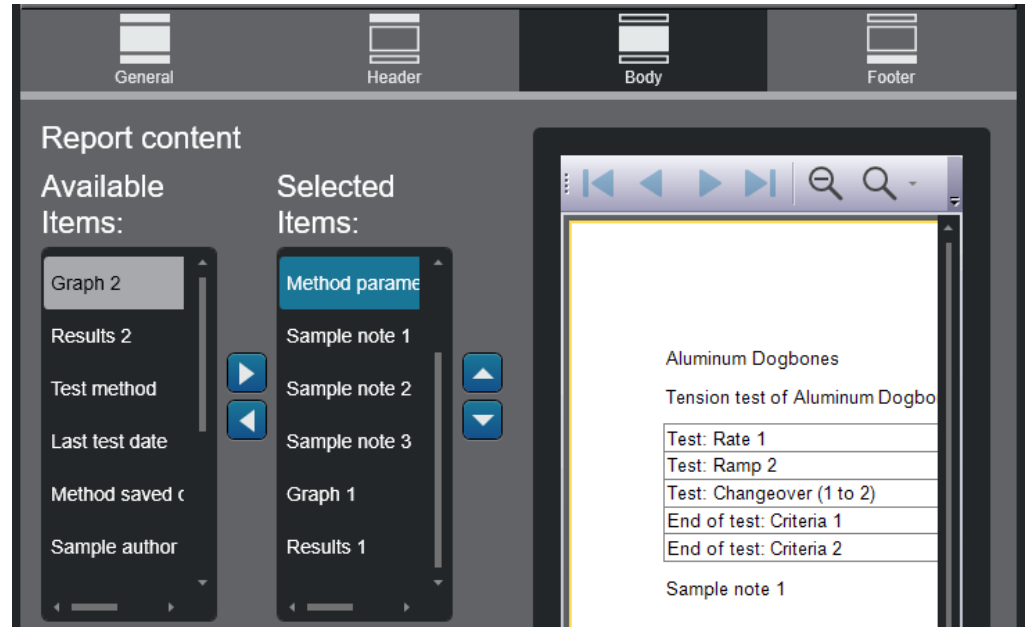 General
Header
Body
Footer
Report content
Available
Items:
Graph 2
Results 2
Test method
Last test date
Method saved
Sample author
Selected
Items:
Method parame
Sample note 1
Sample note 2
Sample note 3
Graph 1
Results 1
Aluminum Dogbones
Tension test of Aluminum Dogbo
Test: Rate 1
Test: Ramp 2
Test: Changeover (1 to 2)
End of test: Criteria 1
End of test: Criteria 2
Sample note 1